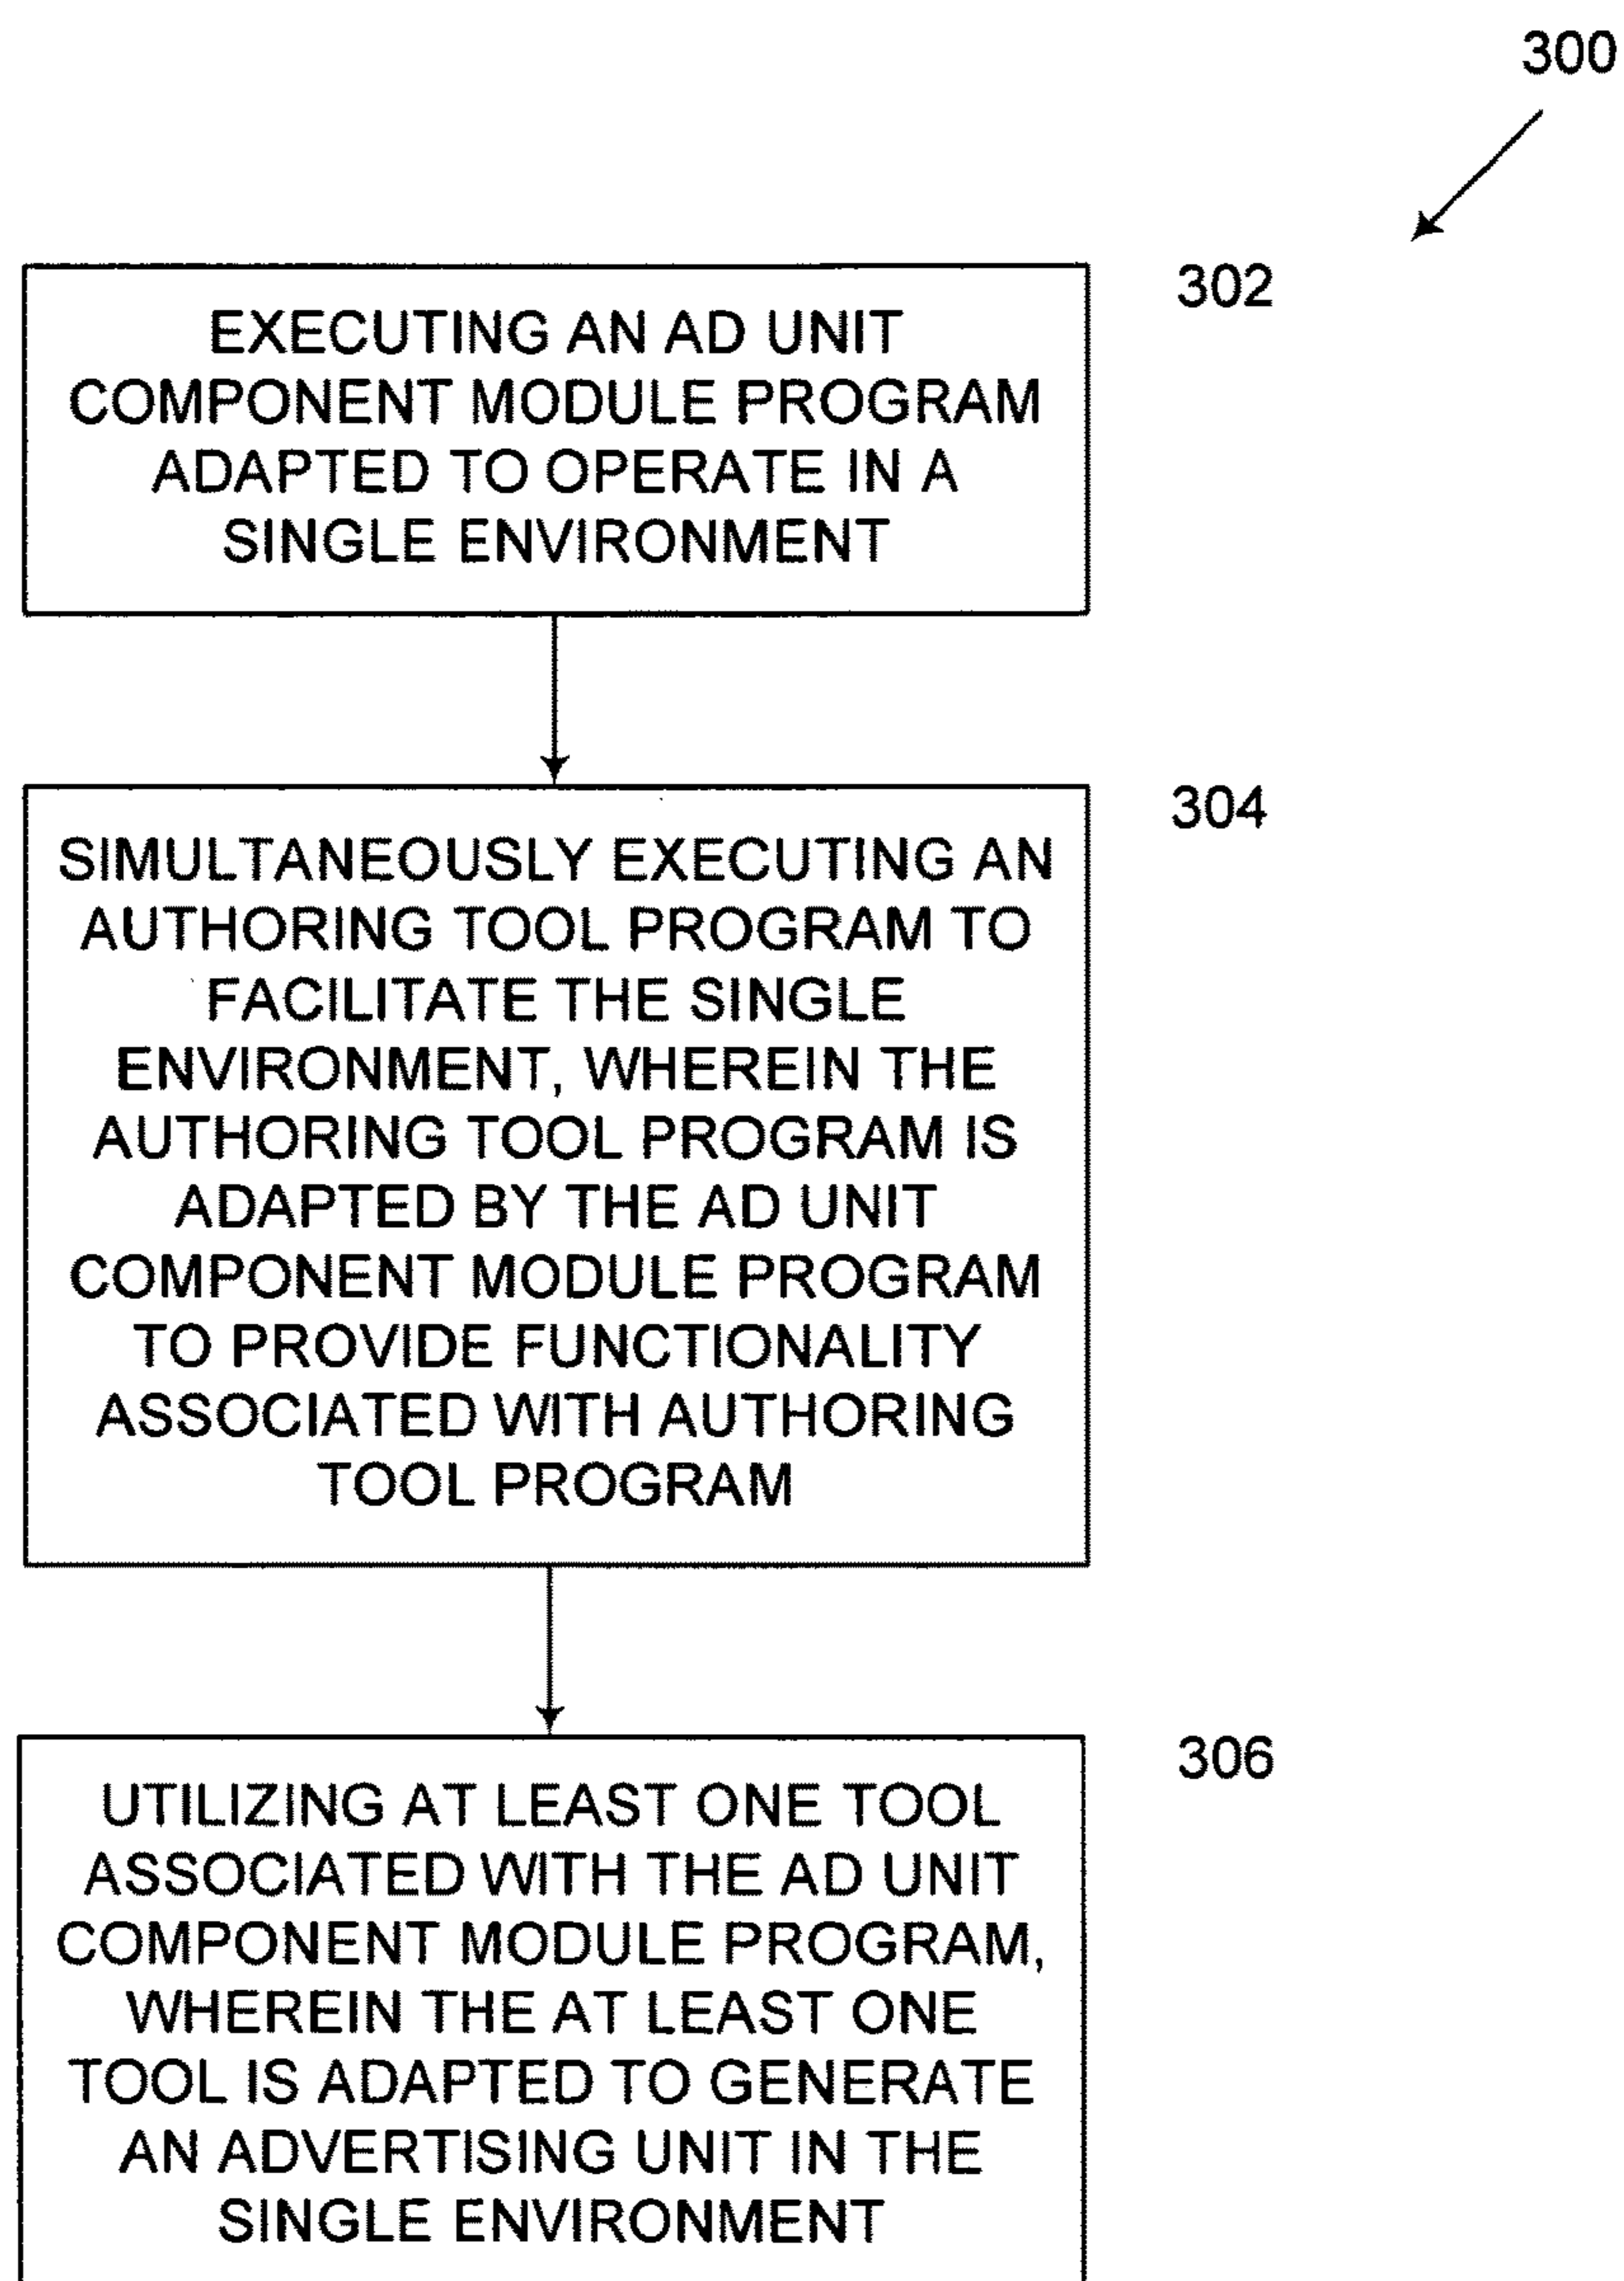 300
302
EXECUTING AN AD UNIT
COMPONENT MODULE PROGRAM
ADAPTED TO OPERATE IN A
SINGLE ENVIRONMENT
304
SIMULTANEOUSLY EXECUTING AN
AUTHORING TOOL PROGRAM TO
FACILITATE THE SINGLE
ENVIRONMENT, WHEREIN THE
AUTHORING TOOL PROGRAM IS
ADAPTED BY THE AD UNIT
COMPONENT MODULE PROGRAM
TO PROVIDE FUNCTIONALITY
ASSOCIATED WITH AUTHORING
TOOL PROGRAM
306
UTILIZING AT LEAST ONE TOOL
ASSOCIATED WITH THE AD UNIT
COMPONENT MODULE PROGRAM,
WHEREIN THE AT LEAST ONE
TOOL IS ADAPTED TO GENERATE
AN ADVERTISING UNIT IN THE
SINGLE ENVIRONMENT